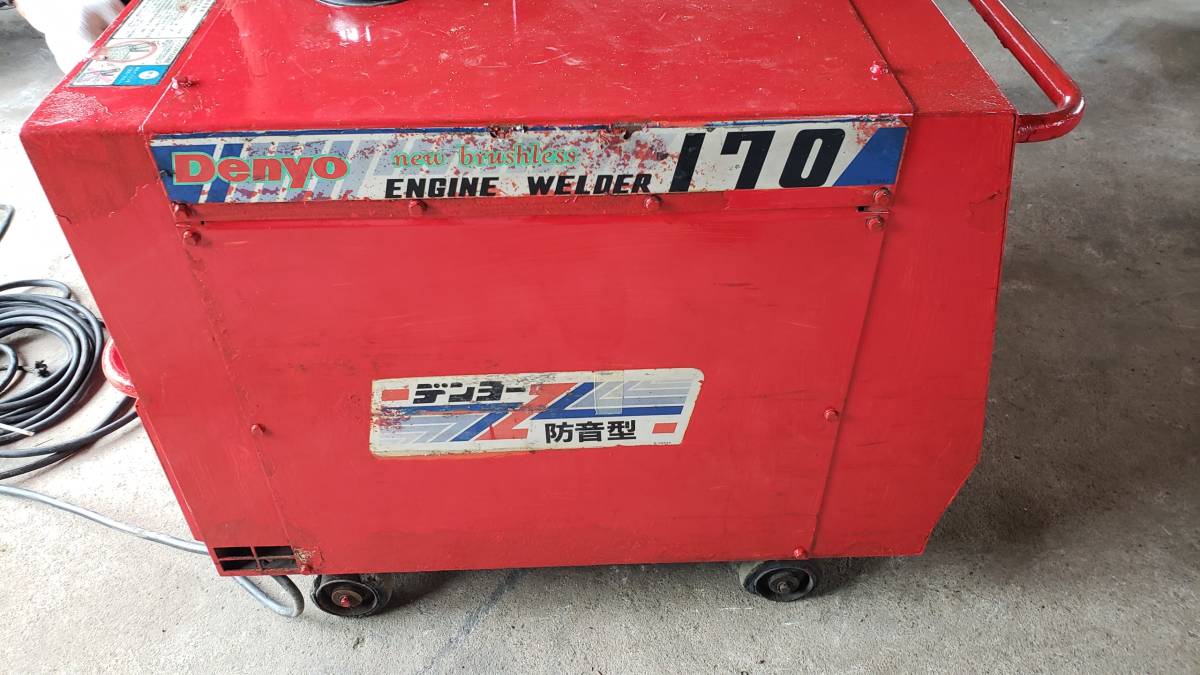 Denyo new brushless 170
ENGINE WELDER
デンヨー
防音型